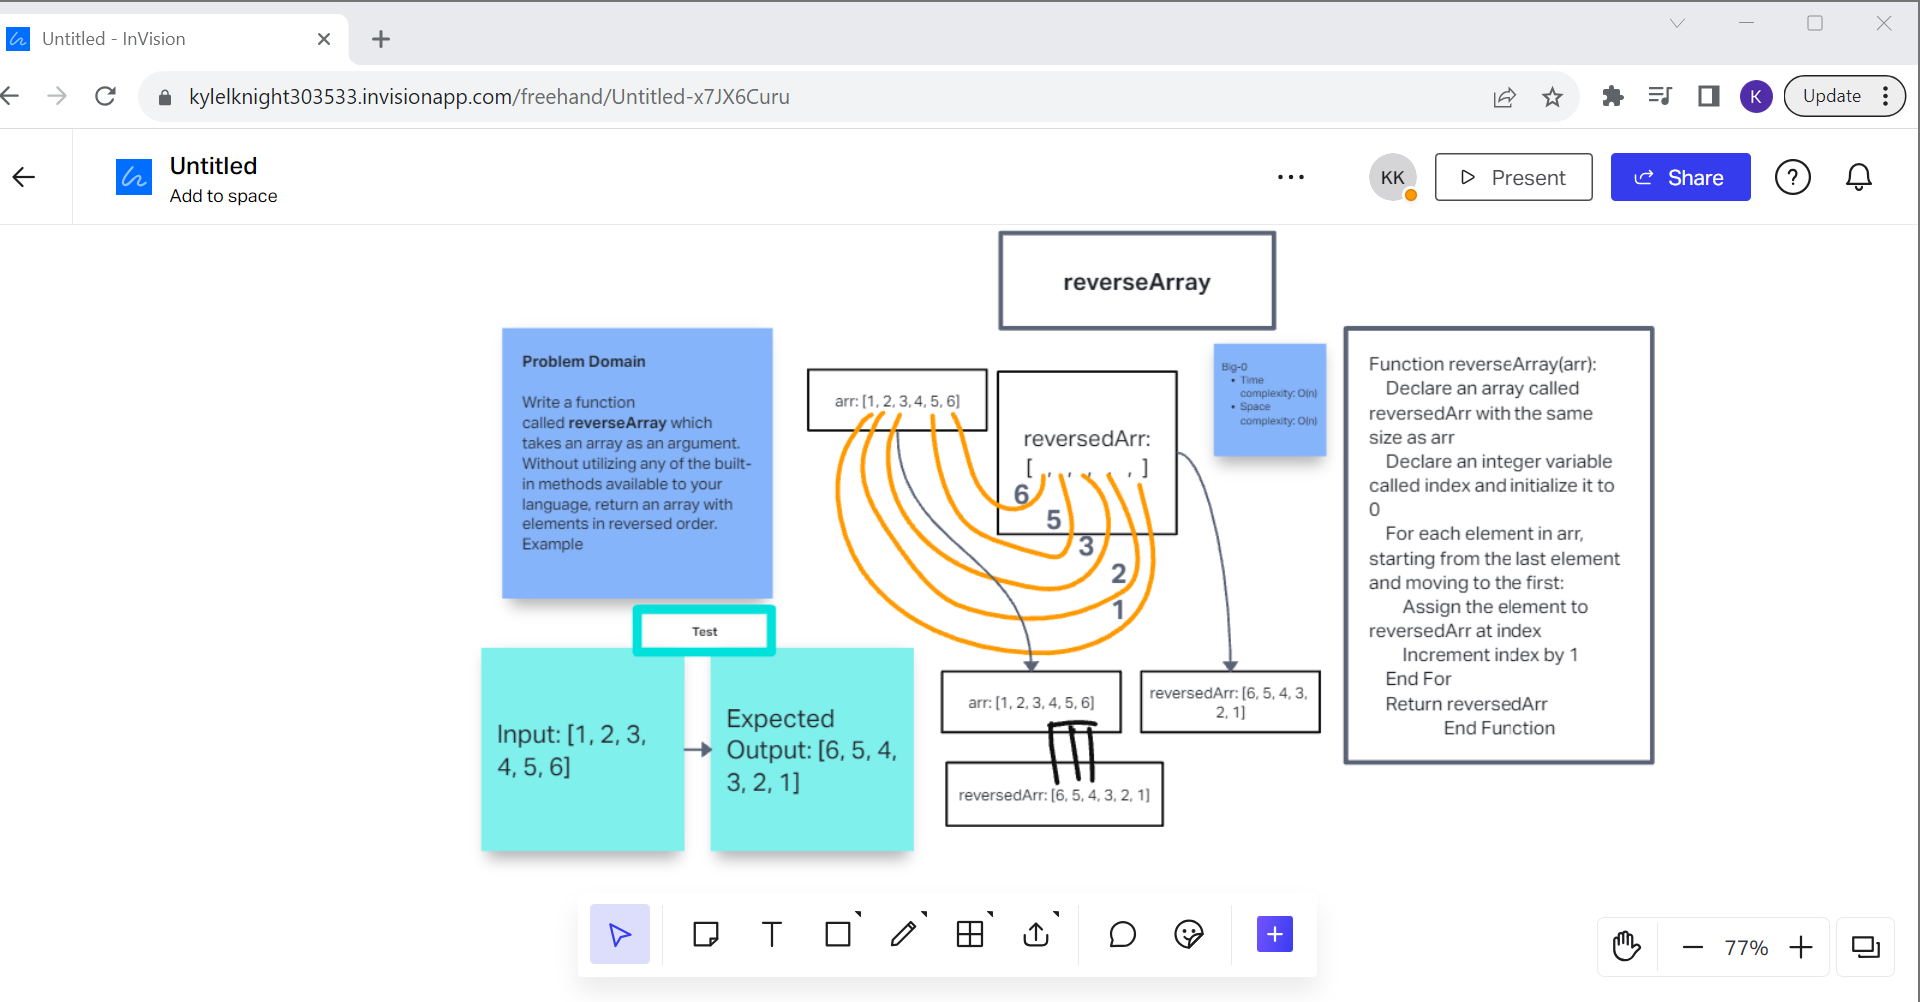 Untitled - InVision
kylelknight303533.invisionapp.com/freehand/Untitled-x7JX6Curu
K
Update
Untitled
Add to space
KK
Present
Share
reverseArray
Problem Domain
Write a function
called reverseArray which
takes an array as an argument.
Without utilizing any of the built-
in methods available to your
language, return an array with
elements in reversed order.
Example
Test
Input: [1, 2, 3,
4, 5, 6]
Expected
Output: [6, 5, 4,
3, 2, 1]
arr: [1, 2, 3, 4, 5, 6]
reversedArr:
[ , , , , , ]
6
5
3
2
1
arr: [1, 2, 3, 4, 5, 6]
reversedArr: [6, 5, 4, 3,
2, 1]
reversedArr: [6, 5, 4, 3, 2, 1]
Big-0
• Time
complexity: O(n)
• Space
complexity: O(n)
Function reverseArray(arr):
Declare an array called
reversedArr with the same
size as arr
Declare an integer variable
called index and initialize it to
0
For each element in arr,
starting from the last element
and moving to the first:
Assign the element to
reversedArr at index
Increment index by 1
End For
Return reversedArr
End Function
77%